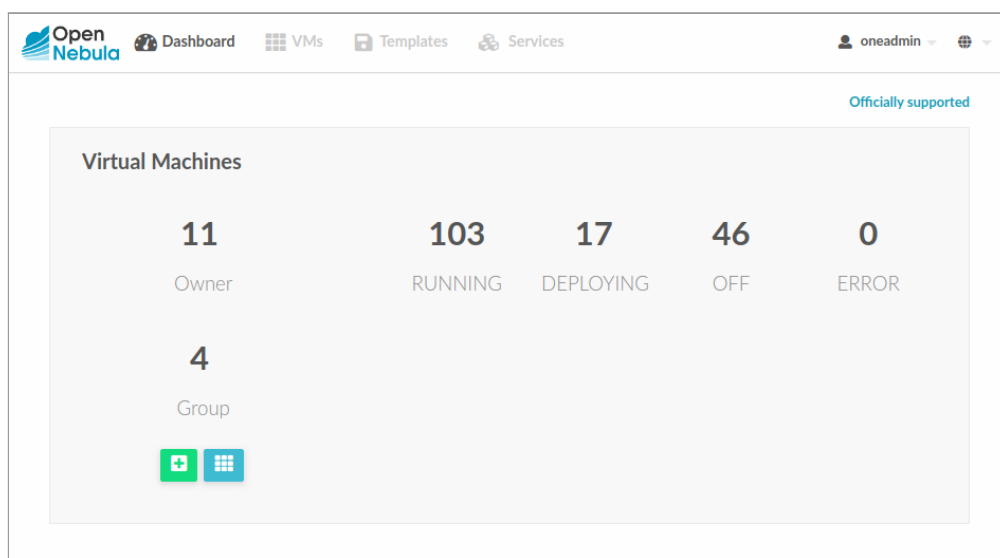 Open
Nebula
Dashboard VMs Templates Services oneadmin
Officially supported
Virtual Machines
11 103 17 46 0
Owner RUNNING DEPLOYING OFF ERROR
4
Group